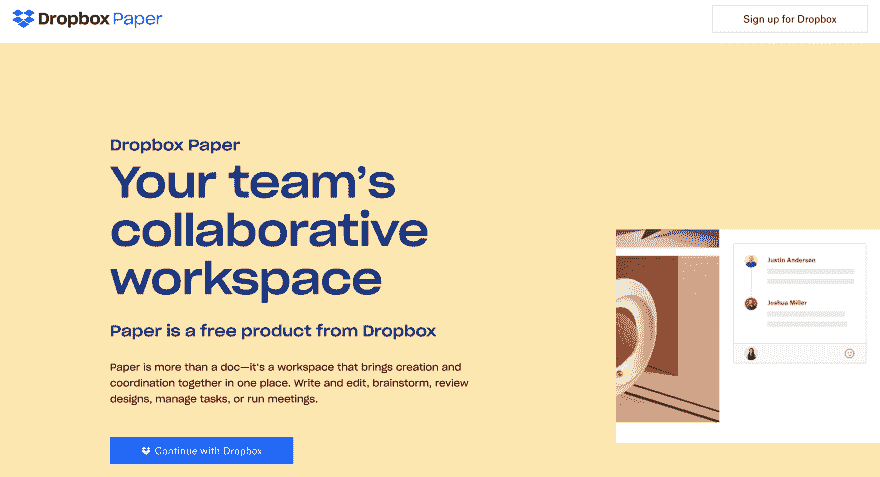 Dropbox Paper
Sign up for Dropbox
Dropbox Paper
Your team's
collaborative
workspace
Paper is a free product from Dropbox
Paper is more than a doc—it's a workspace that brings creation and
coordination together in one place. Write and edit, brainstorm, review
designs, manage tasks, or run meetings.
Continue with Dropbox
Justin Anderson
Joshua Miller